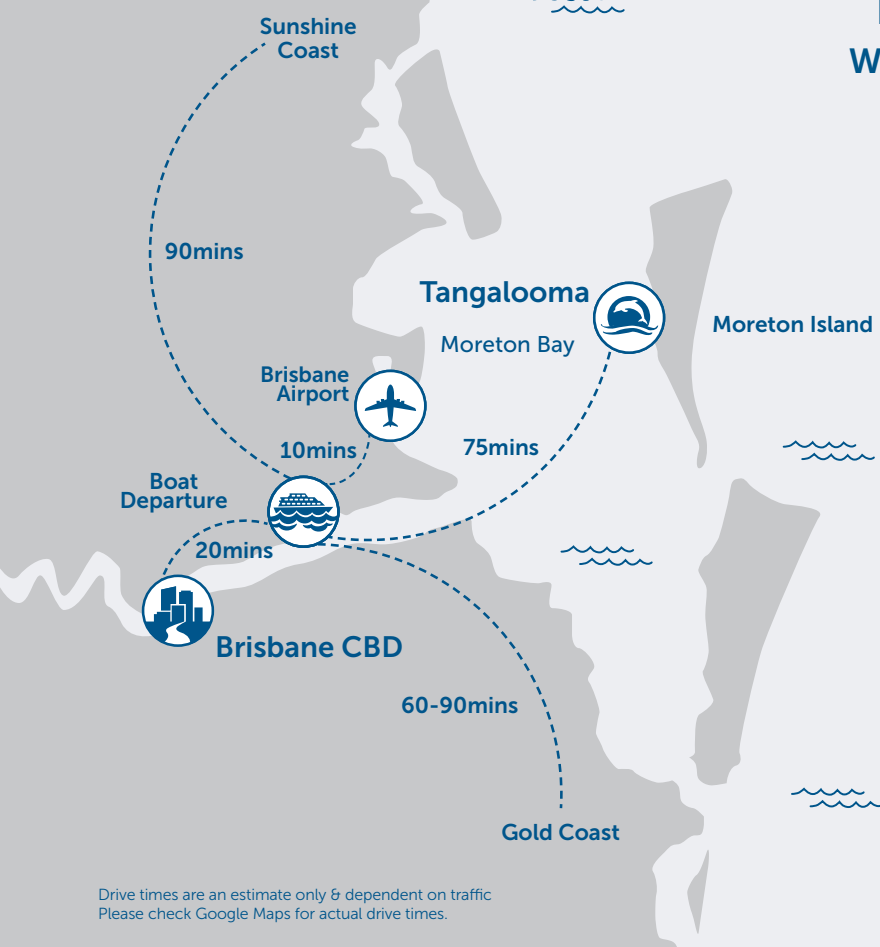 Sunshine
Coast
W
90mins
Tangalooma
Moreton Island
Moreton Bay
Brisbane
Airport
10mins
75mins
Boat
Departure
20mins
Brisbane CBD
60-90mins
Gold Coast
Drive times are an estimate only & dependent on traffic
Please check Google Maps for actual drive times.